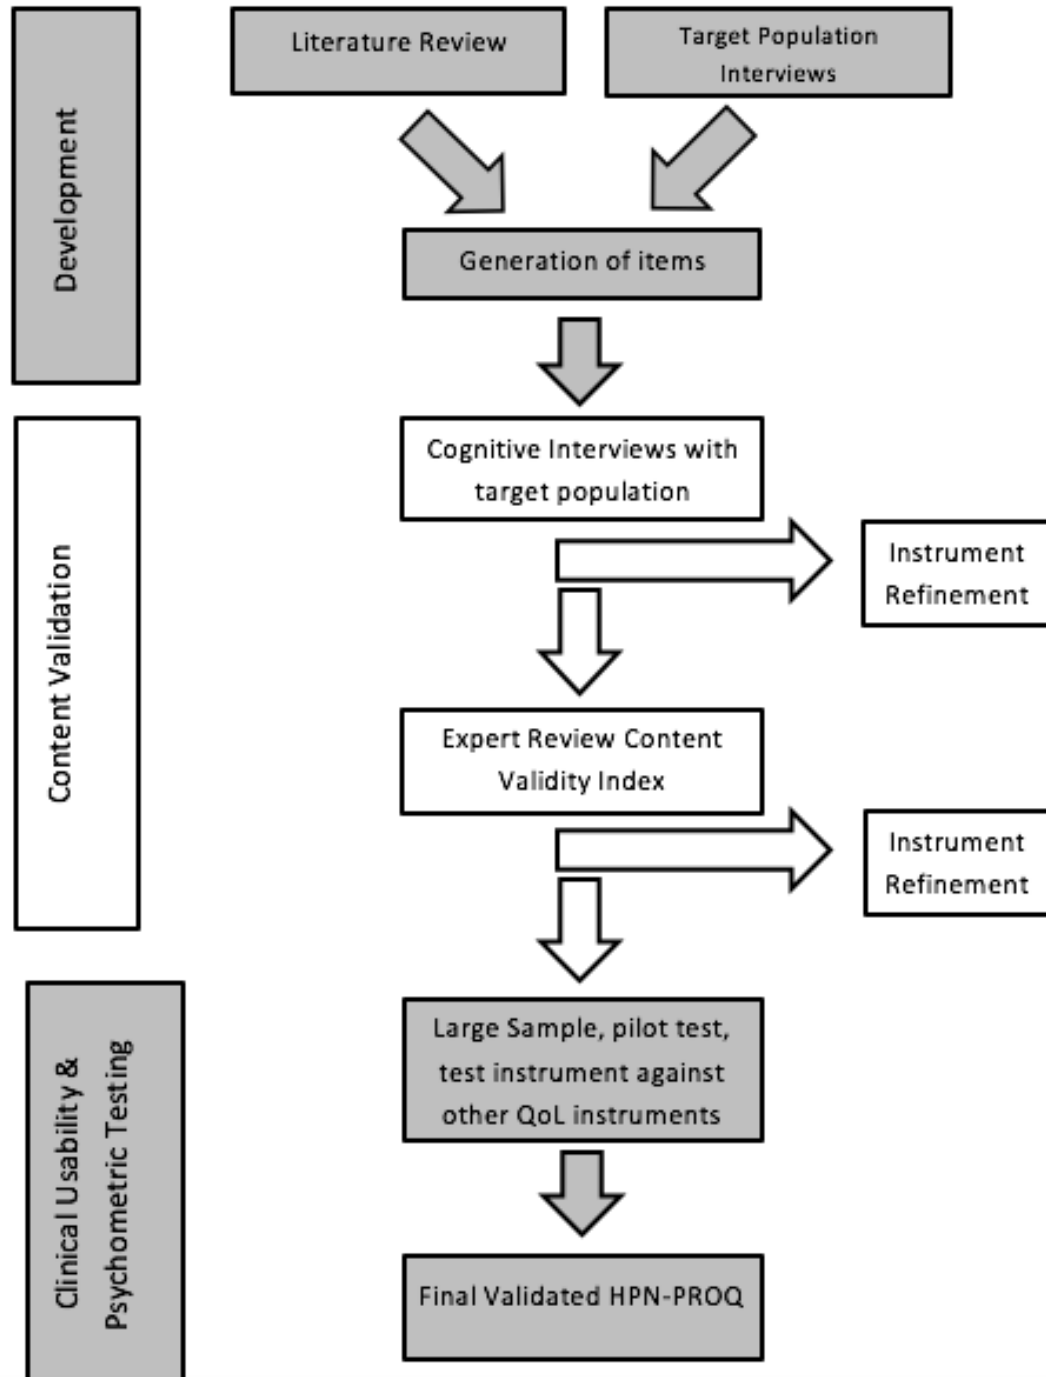 Development
Literature Review
Target Population
Interviews
Generation of items
Content Validation
Cognitive Interviews with
target population
Instrument
Refinement
Expert Review Content
Validity Index
Instrument
Refinement
Clinical Usability &
Psychometric Testing
Large Sample, pilot test,
test instrument against
other QoL instruments
Final Validated HPN-PROQ